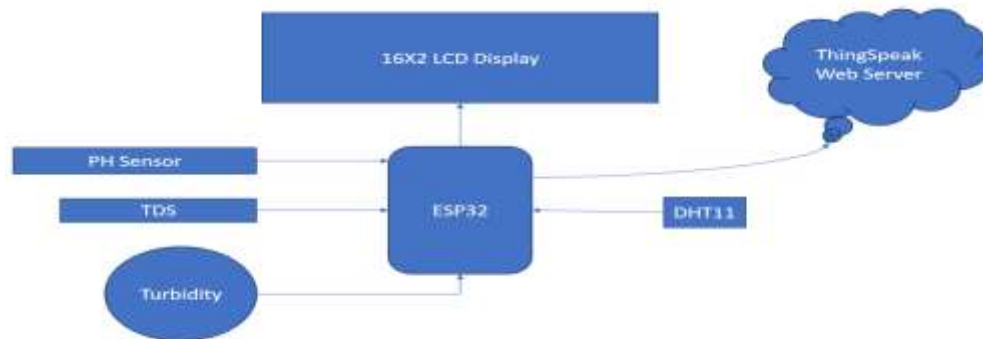 16X2 LCD Display
ThingSpeak
Web Server
PH Sensor
TDS
ESP32
DHT11
Turbidity